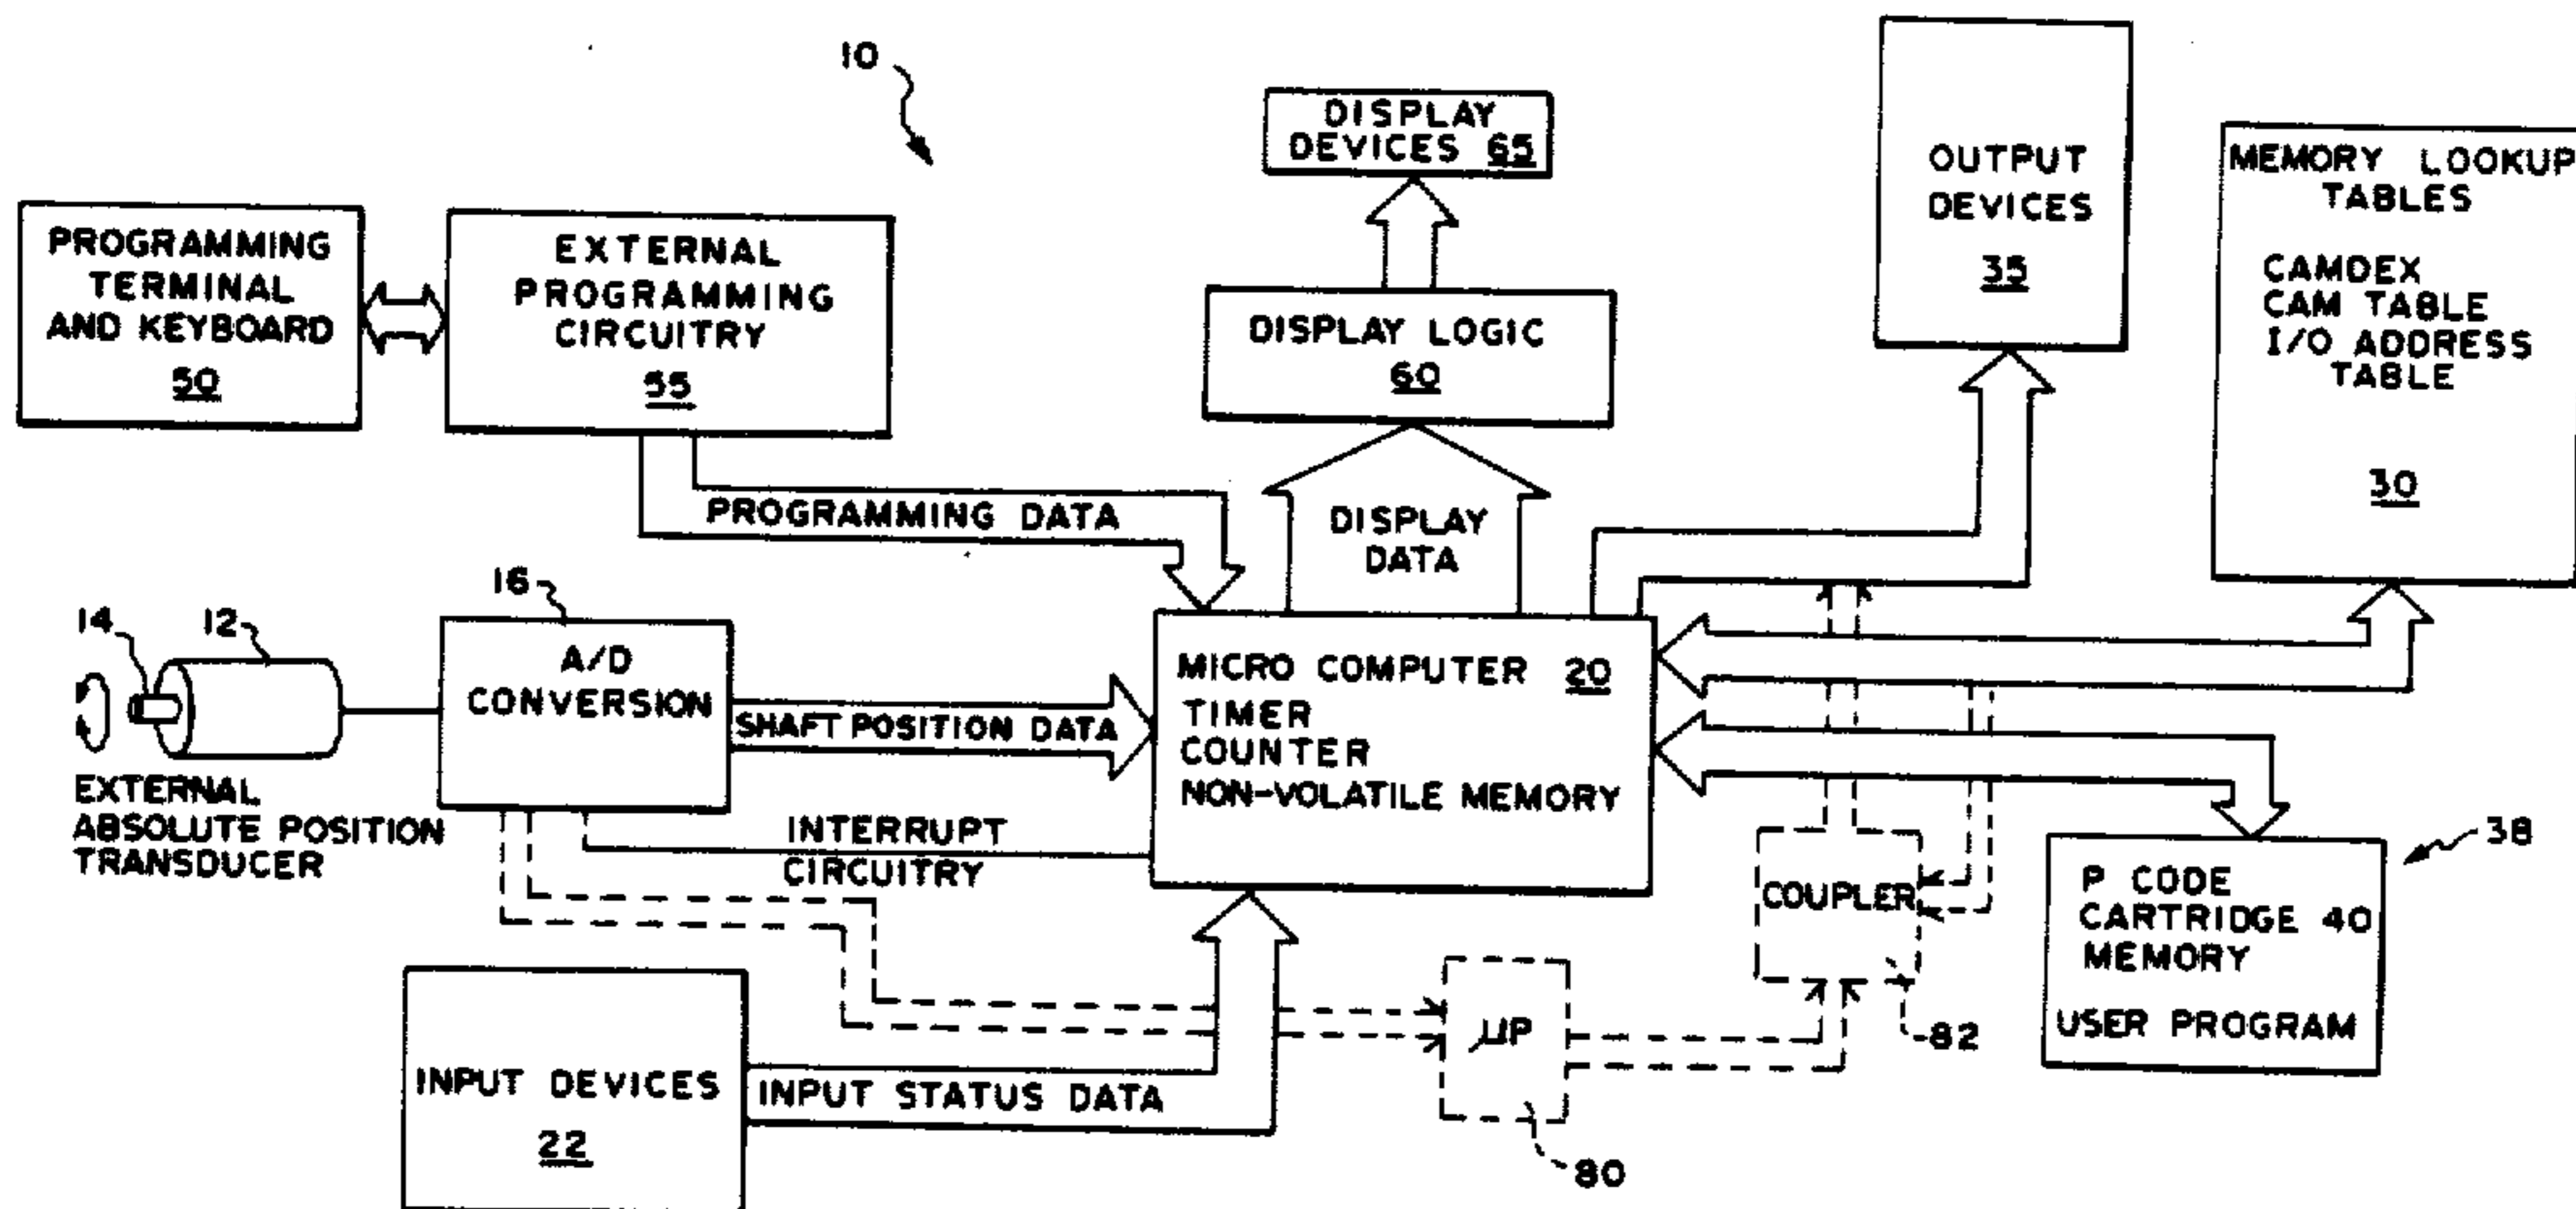 10
DISPLAY
DEVICES 65
OUTPUT
DEVICES
35
MEMORY LOOKUP
TABLES
CAMDEX
CAM TABLE
I/O ADDRESS
TABLE
30
PROGRAMMING
TERMINAL
AND KEYBOARD
50
EXTERNAL
PROGRAMMING
CIRCUITRY
55
DISPLAY LOGIC
60
PROGRAMMING DATA
DISPLAY
DATA
14
12
16
A/D
CONVERSION
SHAFT POSITION DATA
EXTERNAL
ABSOLUTE POSITION
TRANSDUCER
MICRO COMPUTER 20
TIMER
COUNTER
NON-VOLATILE MEMORY
INTERRUPT
CIRCUITRY
COUPLER
82
38
P CODE
CARTRIDGE 40
MEMORY
USER PROGRAM
INPUT DEVICES
22
INPUT STATUS DATA
μP
80